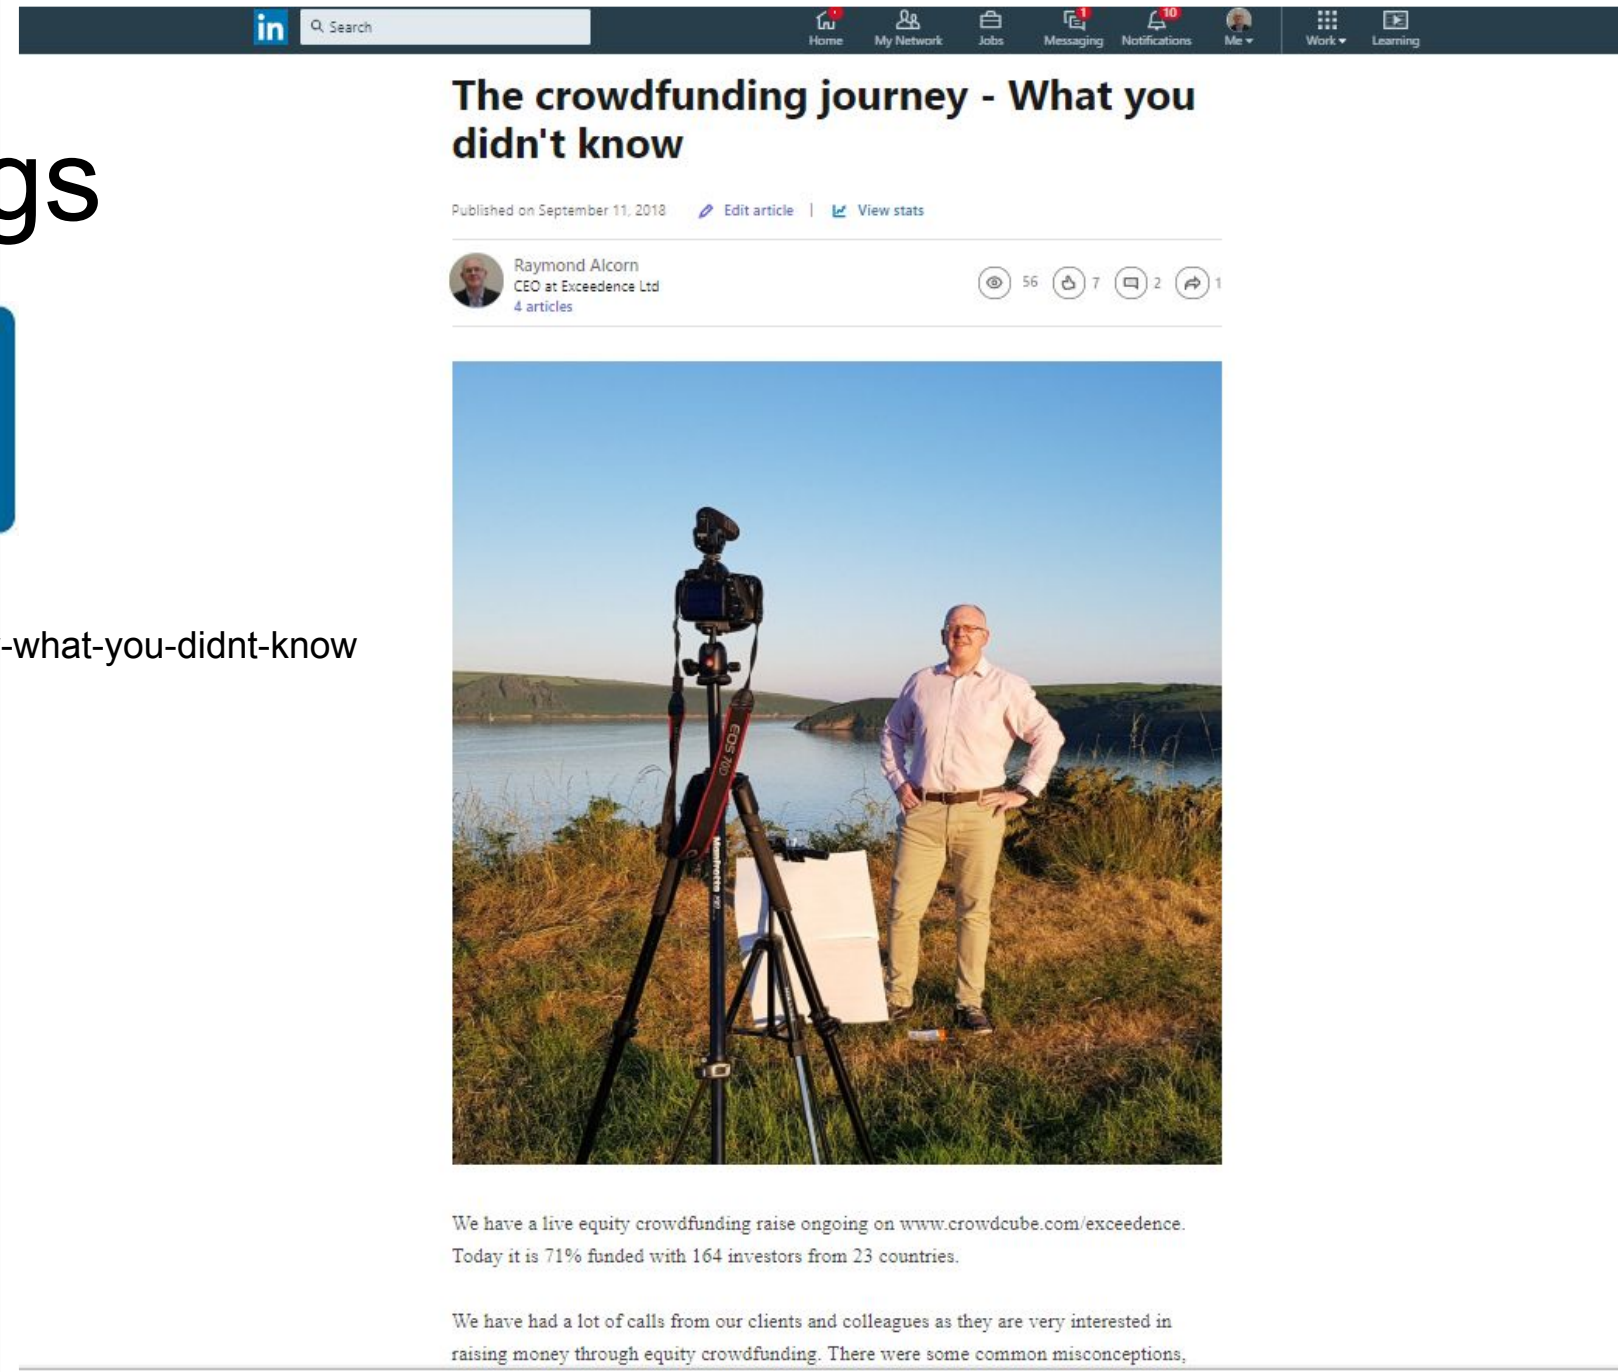 in
Search
Home
My Network
Jobs
1
Messaging
10
Notifications
Me
Work
Learning
The crowdfunding journey - What you
didn't know
gs
Published on September 11, 2018 Edit article | View stats
Raymond Alcorn
CEO at Exceedence Ltd
4 articles
56 7 2 1
-what-you-didnt-know
EOS 70D
Manfrotto
We have a live equity crowdfunding raise ongoing on www.crowdcube.com/exceedence.
Today it is 71% funded with 164 investors from 23 countries.
We have had a lot of calls from our clients and colleagues as they are very interested in
raising money through equity crowdfunding. There were some common misconceptions,